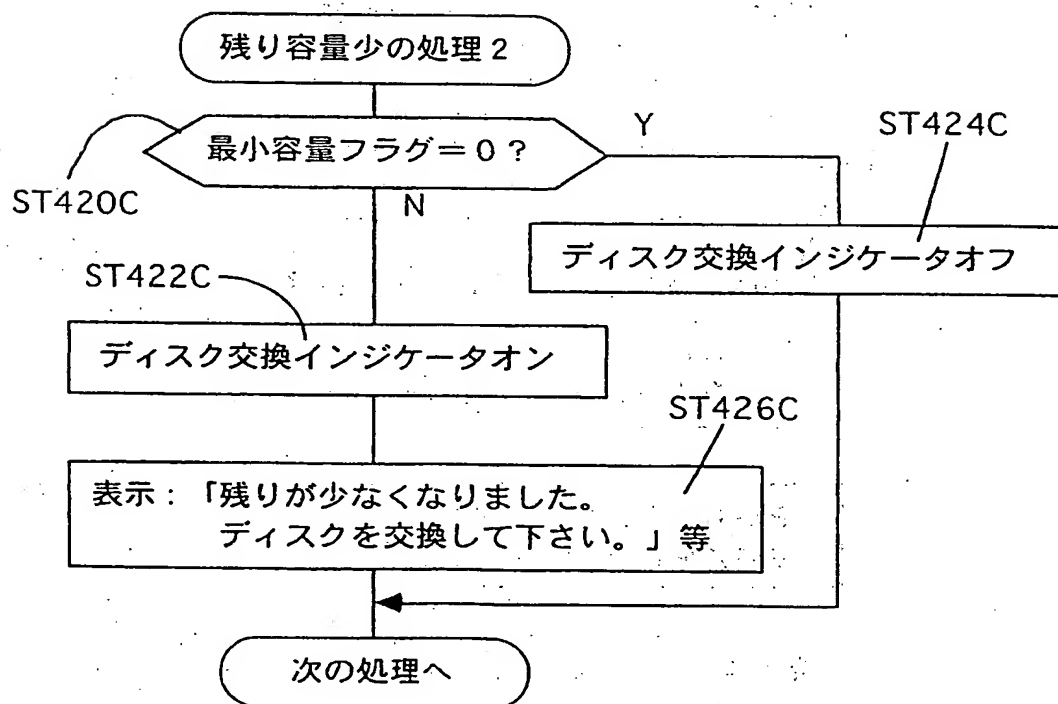 残り容量少の処理2
最小容量フラグ=0?
Y
ST424C
ST420C
N
ディスク交換インジケータオフ
ST422C
ディスク交換インジケータオン
ST426C
表示:「残りが少なくなりました。
ディスクを交換して下さい。」等
次の処理へ